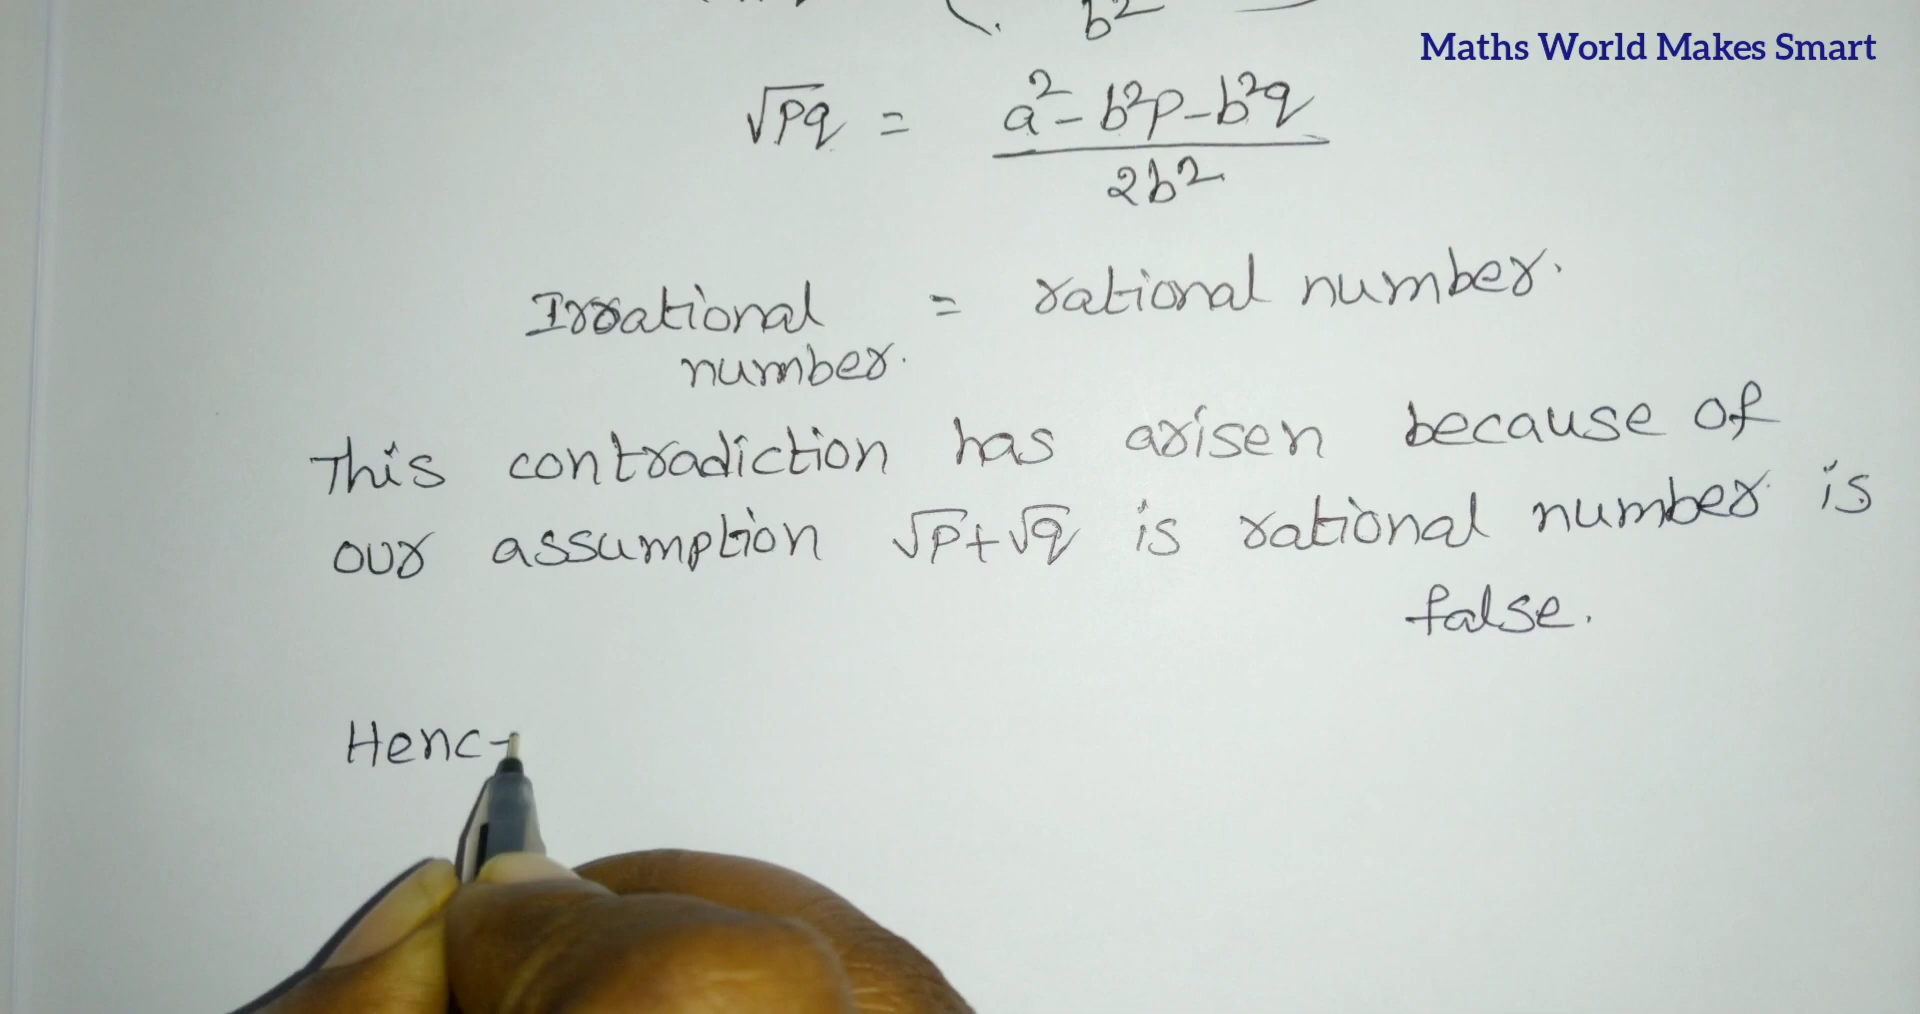 b²
Maths World Makes Smart
√pq = a² - b²p - b²q
2b²
Irrational = rational number.
number.
This contradiction has arisen because of
our assumption √p+√q is rational number is
false.
Henc